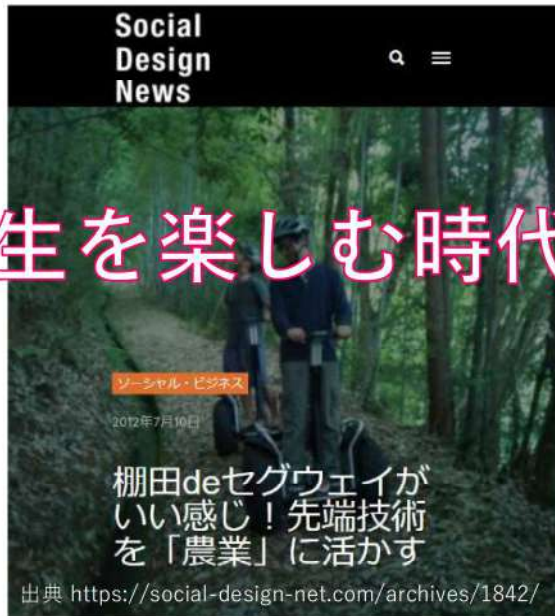 Social
Design
News
生を楽しむ時代
ソーシャル・ビジネス
2012年7月10日
棚田deセグウェイが
いい感じ！先端技術
を「農業」に活かす
出典 https://social-design-net.com/archives/1842/